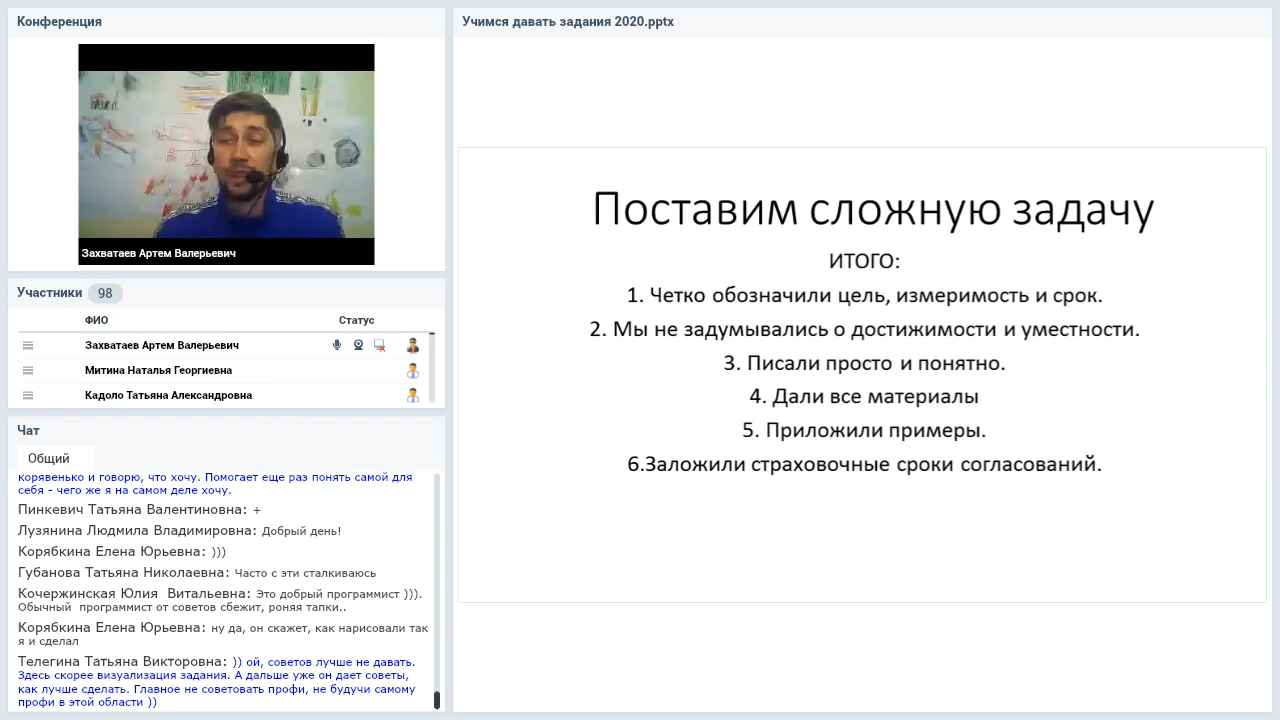 Конференция
Захватаев Артем Валерьевич
Участники 98
ФИО Статус
Захватаев Артем Валерьевич
Митина Наталья Георгиевна
Кадоло Татьяна Александровна
Чат
Общий
корявенько и говорю, что хочу. Помогает еще раз понять самой для
себя - чего же я на самом деле хочу.
Пинкевич Татьяна Валентиновна: +
Лузянина Людмила Владимировна: Добрый день!
Корябкина Елена Юрьевна: )))
Губанова Татьяна Николаевна: Часто с эти сталкиваюсь
Кочержинская Юлия  Витальевна: Это добрый программист ))).
Обычный  программист от советов сбежит, роняя тапки..
Корябкина Елена Юрьевна: ну да, он скажет, как нарисовали так
я и сделал
Телегина Татьяна Викторовна: )) ой, советов лучше не давать.
Здесь скорее визуализация задания. А дальше уже он дает советы,
как лучше сделать. Главное не советовать профи, не будучи самому
профи в этой области ))
Учимся давать задания 2020.pptx
Поставим сложную задачу
ИТОГО:
1. Четко обозначили цель, измеримость и срок.
2. Мы не задумывались о достижимости и уместности.
3. Писали просто и понятно.
4. Дали все материалы
5. Приложили примеры.
6.Заложили страховочные сроки согласований.